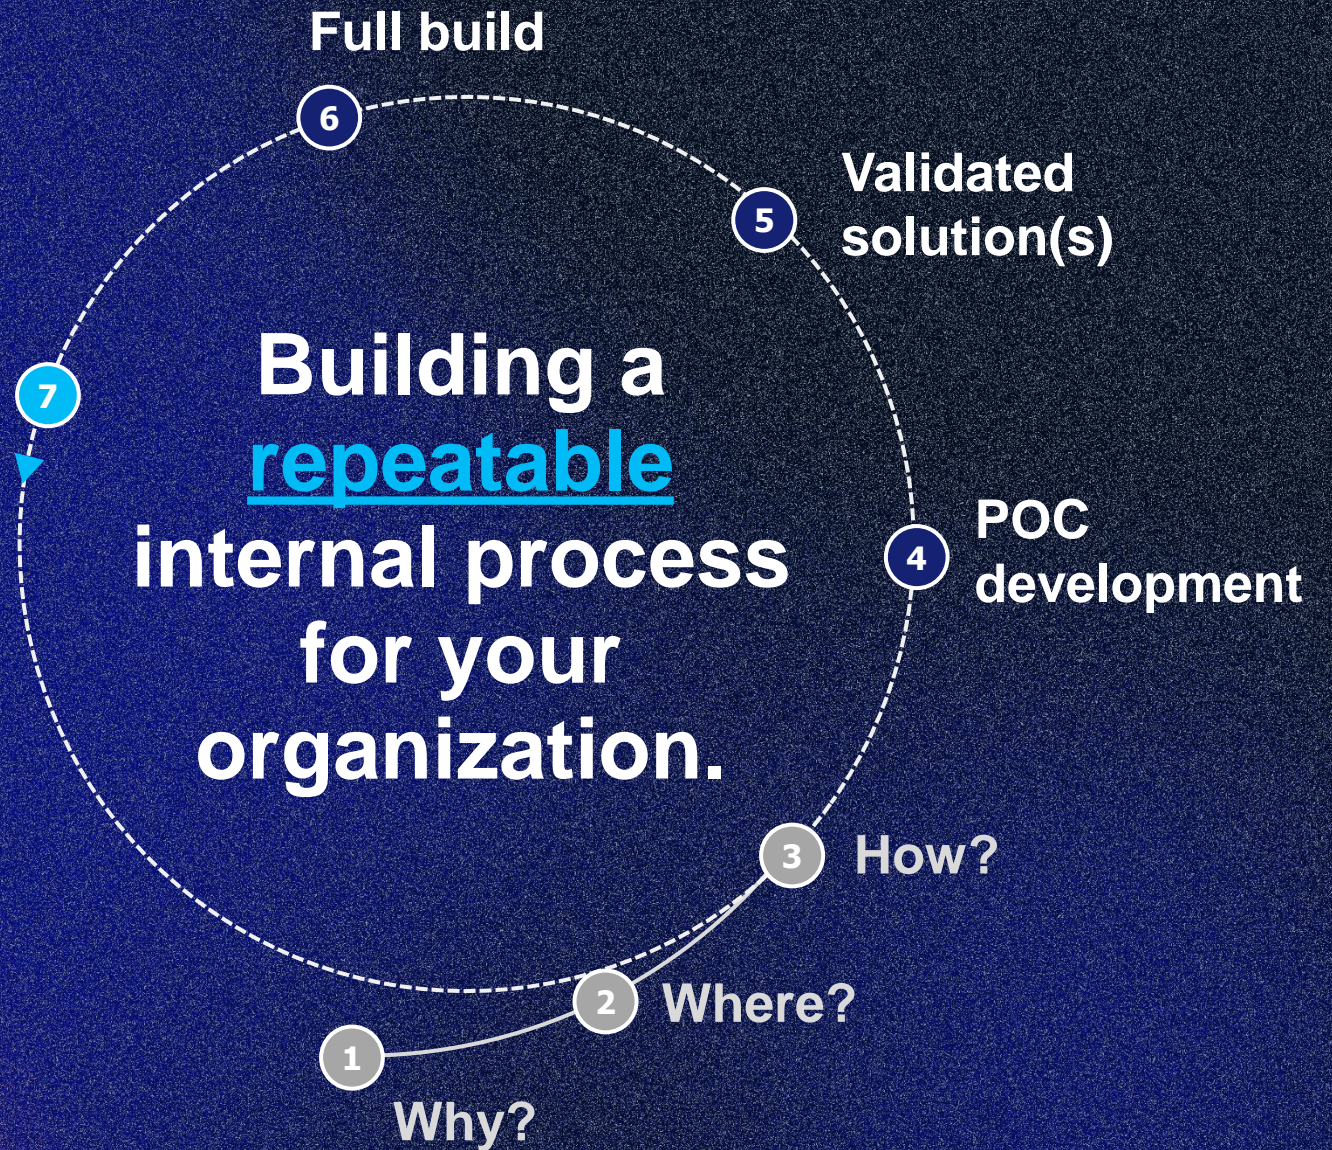 Full build
6
Validated
solution(s)
5
7
Building a
repeatable
internal process
for your
organization.
POC
development
4
3
How?
2
Where?
1
Why?